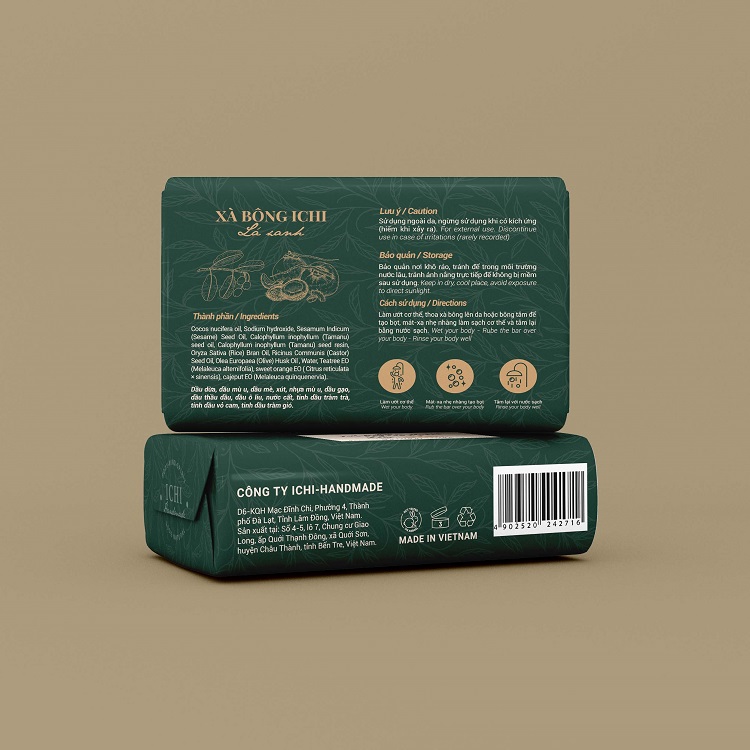 XÀ BÔNG ICHI
Lá sanh
Thành phần / Ingredients
Cocos nucifera oil, Sodium hydroxide, Sesamum Indicum
(Sesame) Seed Oil, Calophyllum inophyllum (Tamanu)
seed oil, Calophyllum inophyllum (Tamanu) seed resin,
Oryza Sativa (Rice) Bran Oil, Ricinus Communis (Castor)
Seed Oil, Olea Europaea (Olive) Husk Oil , Water, Teatree EO
(Melaleuca alternifolia), sweet orange EO ( Citrus reticulata
× sinensis), cajeput EO (Melaleuca quinquenervia).
Dầu dừa, dầu mù u, dầu mè, xút, nhựa mù u, dầu gạo,
dầu thầu dầu, dầu ô liu, nước cất, tinh dầu tràm trà,
tinh dầu vỏ cam, tinh dầu tràm gió.
Lưu ý / Caution
Sử dụng ngoài da, ngừng sử dụng khi có kích ứng
(hiếm khi xảy ra). For external use. Discontinue
use in case of irritations (rarely recorded)
Bảo quản / Storage
Bảo quản nơi khô ráo, tránh để trong môi trường
nước lâu, tránh ánh nắng trực tiếp để không bị mềm
sau sử dụng. Keep in dry, cool place, avoid exposure
to direct sunlight.
Cách sử dụng / Directions
Làm ướt cơ thể, thoa xà bông lên da hoặc bông tắm để
tạo bọt, mát-xa nhẹ nhàng làm sạch cơ thể và tắm lại
bằng nước sạch. Wet your body - Rube the bar over
your body - Rinse your body well
Làm ướt cơ thể
Wet your body
Mát-xa nhẹ nhàng tạo bọt
Rub the bar over your body
Tắm lại với nước sạch
Rinse your body well
ICHI
CÔNG TY ICHI-HANDMADE
D6-KQH Mạc Đĩnh Chi, Phường 4, Thành
phố Đà Lạt, Tỉnh Lâm Đồng, Việt Nam.
Sản xuất tại: Số 4-5, lô 7, Chung cư Giao
Long, ấp Quới Thạnh Đông, xã Quới Sơn,
huyện Châu Thành, tỉnh Bến Tre, Việt Nam.
3
MADE IN VIETNAM
4 902520 242716